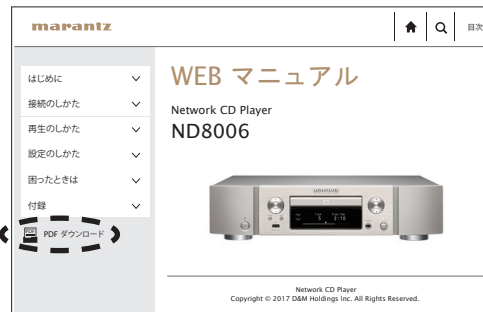 marantz
目次
はじめに
接続のしかた
再生のしかた
設定のしかた
困ったときは
付録
PDF ダウンロード
WEB マニュアル
Network CD Player
ND8006
marantz
Network CD Player
Copyright © 2017 D&M Holdings Inc. All Rights Reserved.